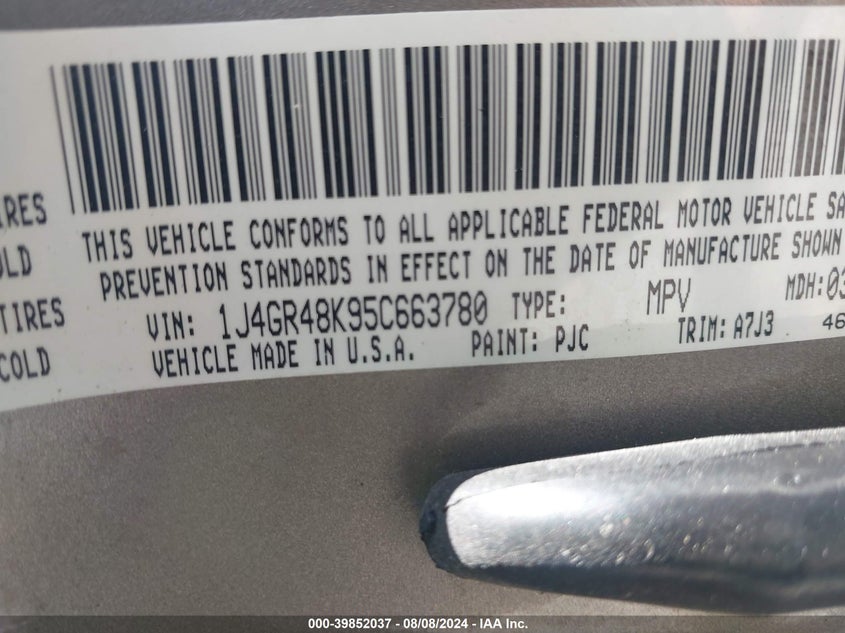 THIS VEHICLE CONFORMS TO ALL APPLICABLE FEDERAL MOTOR VEHICLE SA
PREVENTION STANDARDS IN EFFECT ON THE DATE OF MANUFACTURE SHOWN
IRES
OLD
TIRES
COLD
VIN: 1J4GR48K95C663780 TYPE: MPV MDH:03
VEHICLE MADE IN U.S.A. PAINT: PJC TRIM: A7J3 46
000-39852037 - 08/08/2024 - IAA Inc.